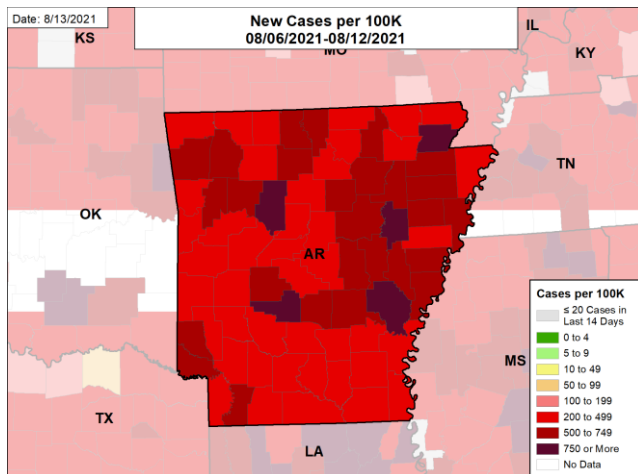 Date: 8/13/2021
New Cases per 100K
08/06/2021-08/12/2021
IL
KS
MO
KY
TN
OK
AR
MS
TX
LA
Cases per 100K
≤ 20 Cases in
Last 14 Days
0 to 4
5 to 9
10 to 49
50 to 99
100 to 199
200 to 499
500 to 749
750 or More
No Data